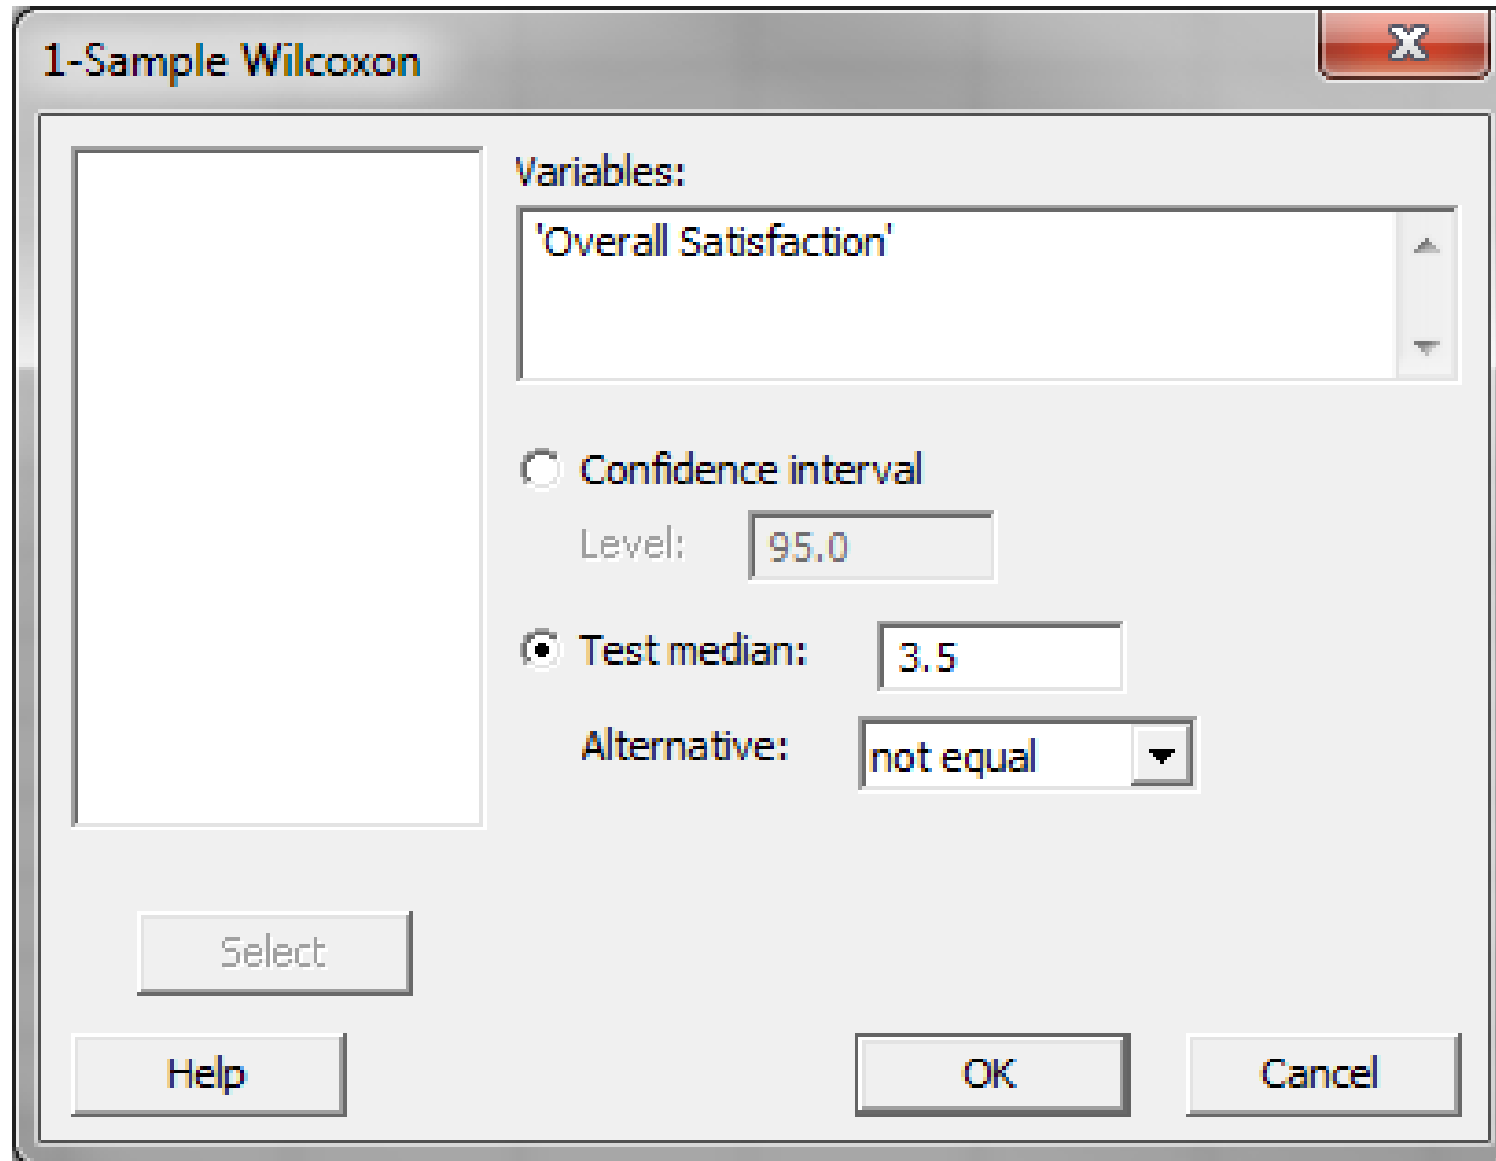 1-Sample Wilcoxon
Variables:
'Overall Satisfaction'
Confidence interval
Level: 95.0
Test median: 3.5
Alternative: not equal
Select
Help OK Cancel